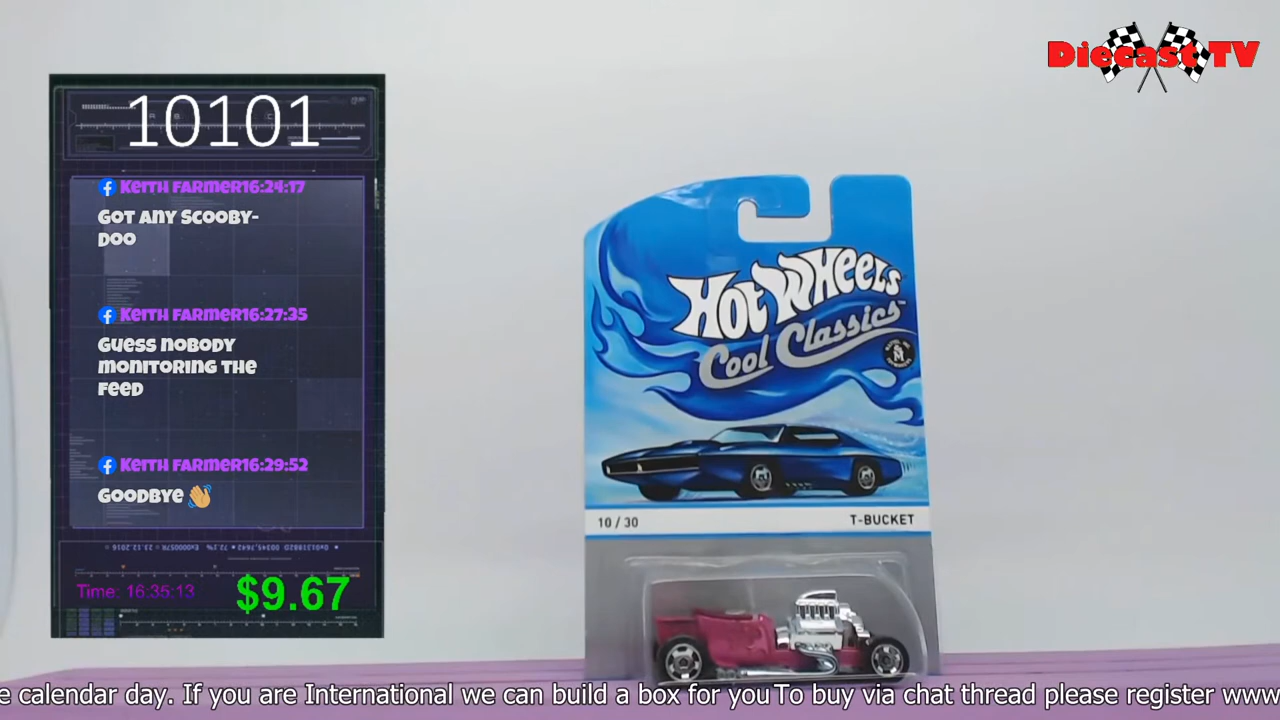 Diecast TV
10101
Keith Farmer16:24:17
Got any Scooby-
Doo
Keith Farmer16:27:35
Guess nobody
monitoring the
feed
Keith Farmer16:29:52
Goodbye 👋
Time: 16:35:13
$9.67
Hot Wheels
Cool Classics
10/30
T-BUCKET
e calendar day. If you are International we can build a box for you To buy via chat thread please register www